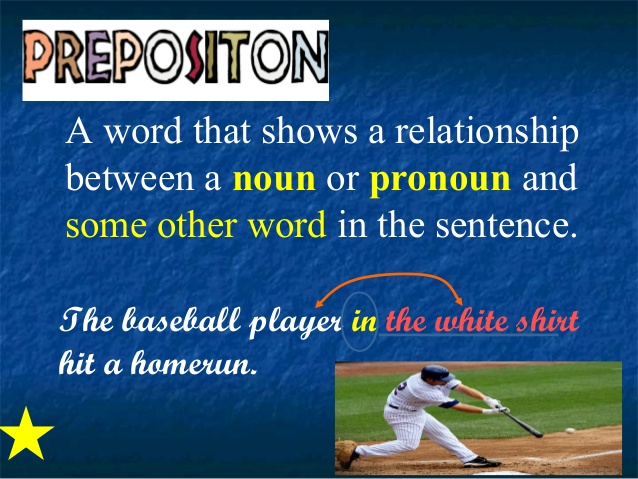 PREPOSITON
A word that shows a relationship
between a noun or pronoun and
some other word in the sentence.
The baseball player in the white shirt
hit a homerun.